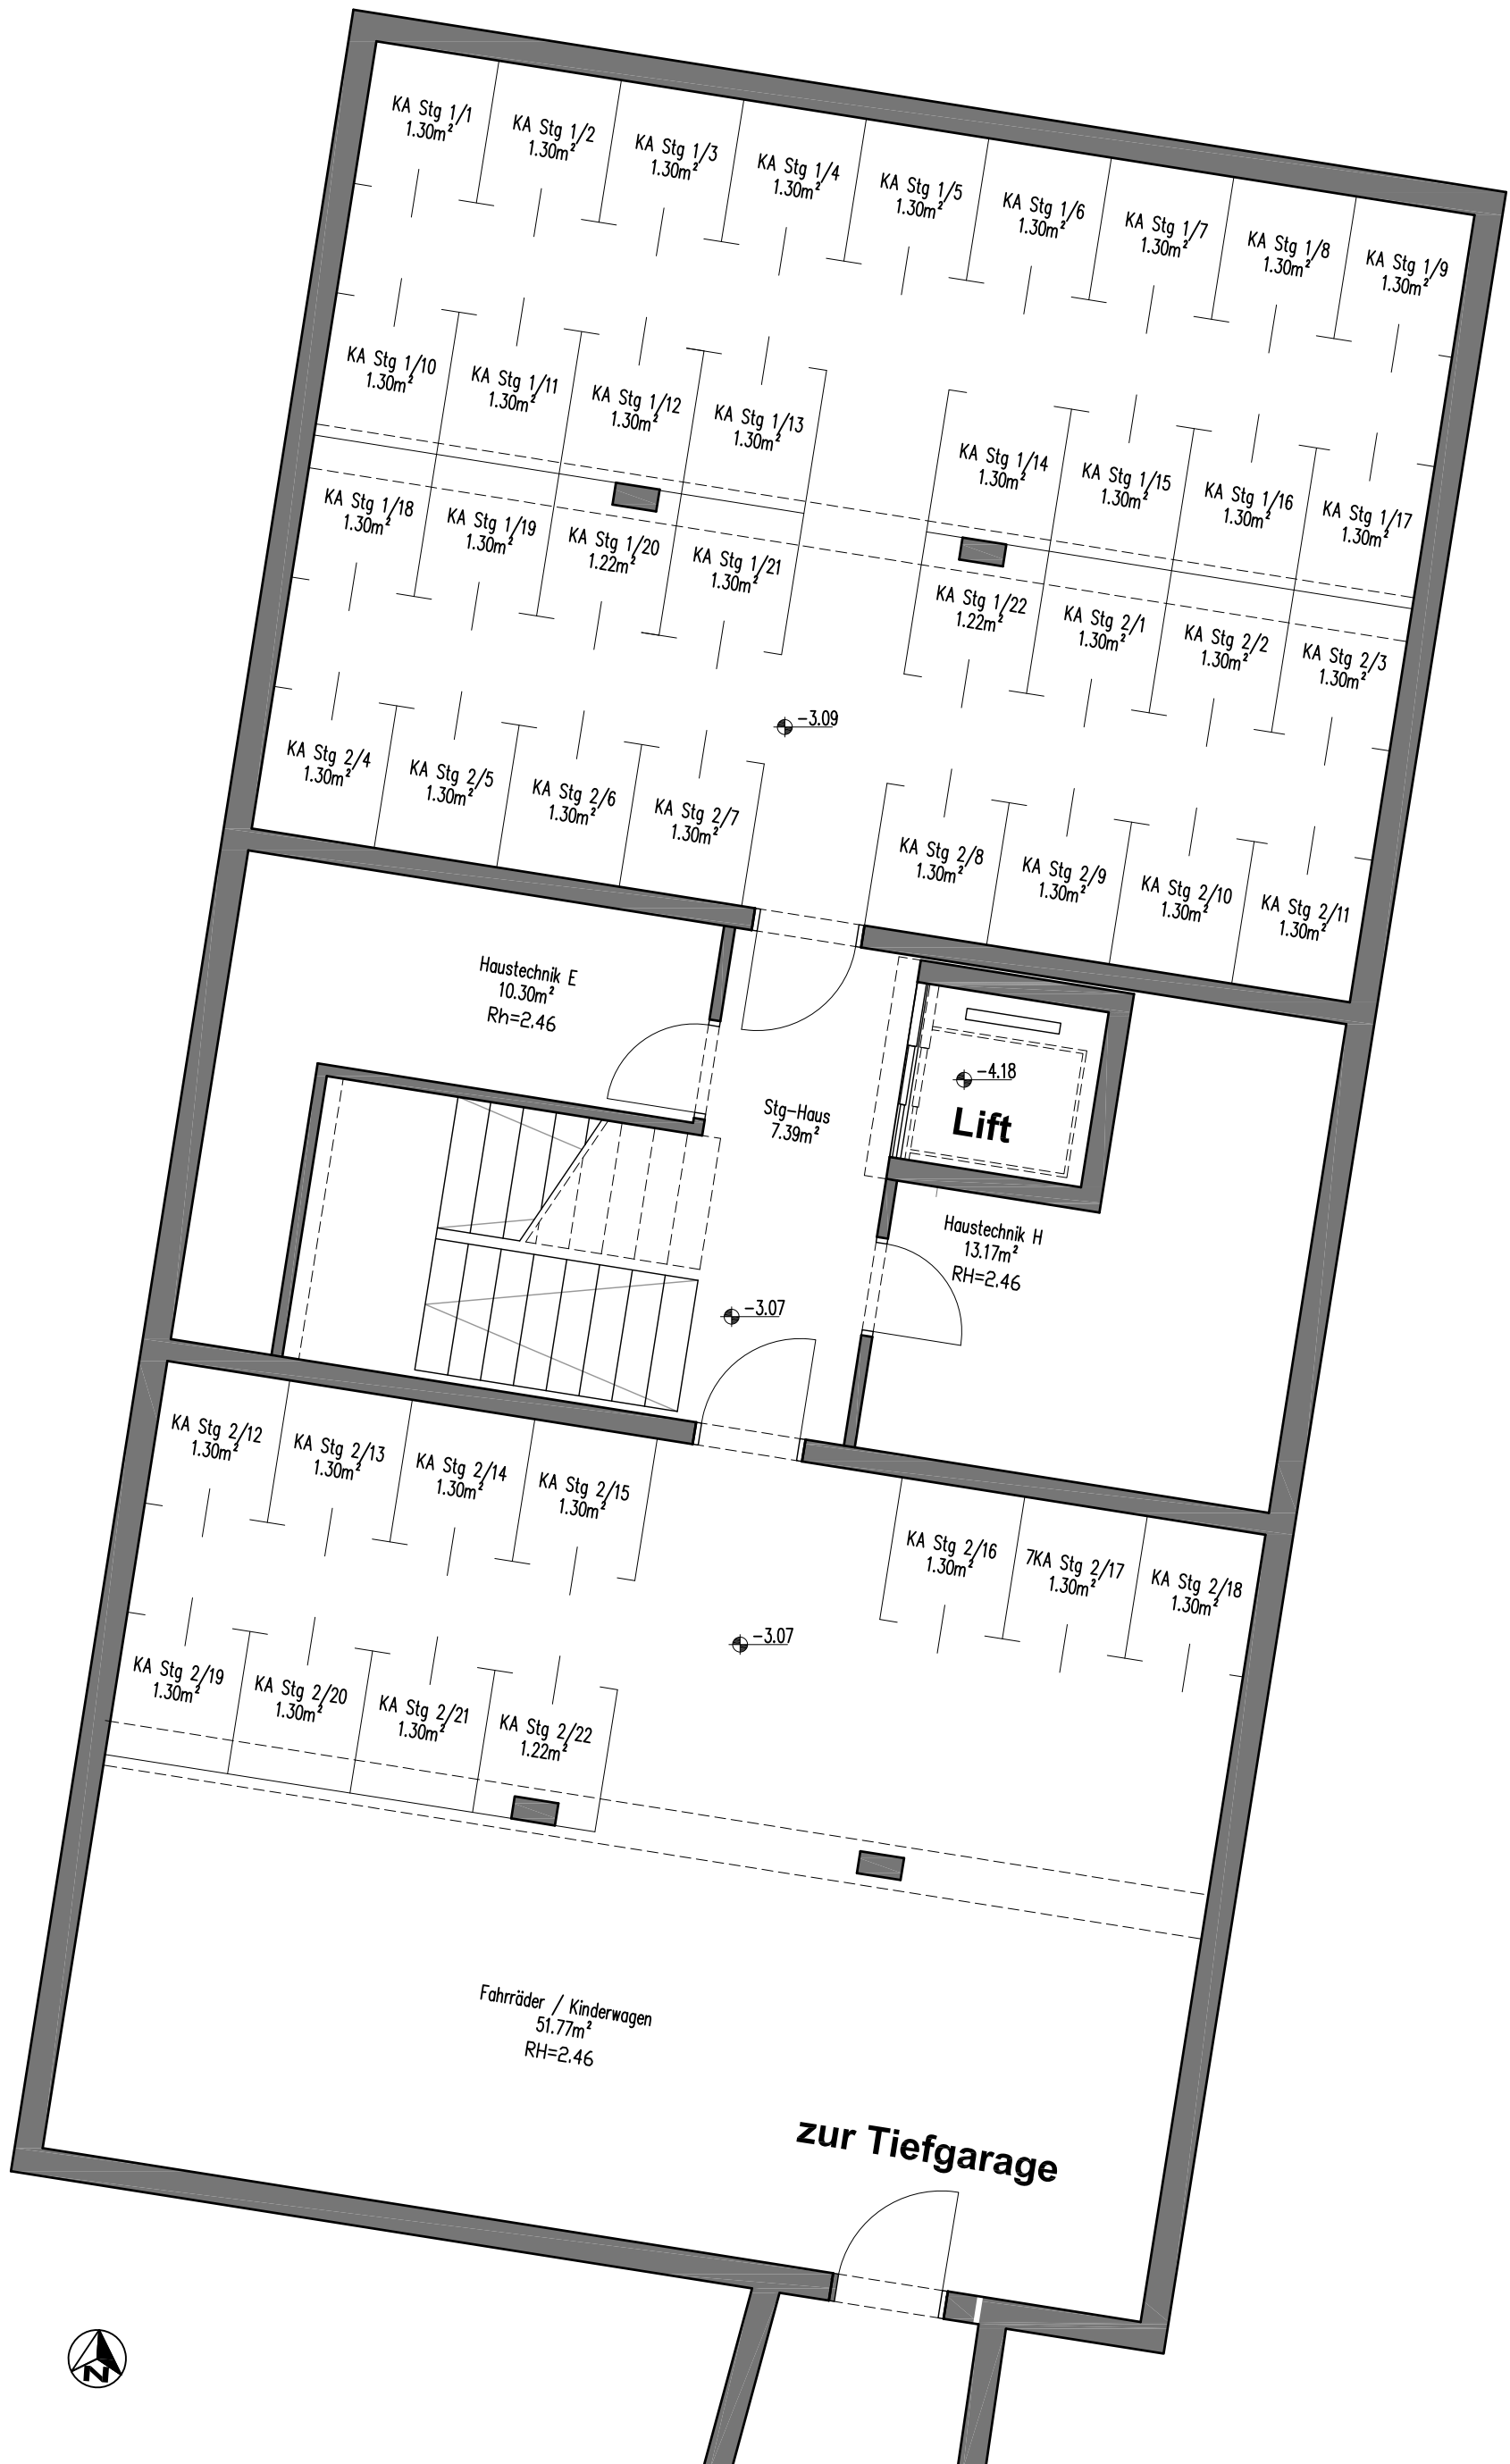 KA Stg 1/1
1.30m²
KA Stg 1/2
1.30m²
KA Stg 1/3
1.30m²
KA Stg 1/4
1.30m²
KA Stg 1/5
1.30m²
KA Stg 1/6
1.30m²
KA Stg 1/7
1.30m²
KA Stg 1/8
1.30m²
KA Stg 1/9
1.30m²
KA Stg 1/10
1.30m²
KA Stg 1/11
1.30m²
KA Stg 1/12
1.30m²
KA Stg 1/13
1.30m²
KA Stg 1/14
1.30m²
KA Stg 1/15
1.30m²
KA Stg 1/16
1.30m²
KA Stg 1/17
1.30m²
KA Stg 1/18
1.30m²
KA Stg 1/19
1.30m²
KA Stg 1/20
1.22m²
KA Stg 1/21
1.30m²
KA Stg 1/22
1.22m²
KA Stg 2/1
1.30m²
KA Stg 2/2
1.30m²
KA Stg 2/3
1.30m²
-3.09
KA Stg 2/4
1.30m²
KA Stg 2/5
1.30m²
KA Stg 2/6
1.30m²
KA Stg 2/7
1.30m²
KA Stg 2/8
1.30m²
KA Stg 2/9
1.30m²
KA Stg 2/10
1.30m²
KA Stg 2/11
1.30m²
Haustechnik E
10.30m²
Rh=2.46
-4.18
Lift
Stg-Haus
7.39m²
Haustechnik H
13.17m²
RH=2.46
-3.07
KA Stg 2/12
1.30m²
KA Stg 2/13
1.30m²
KA Stg 2/14
1.30m²
KA Stg 2/15
1.30m²
KA Stg 2/16
1.30m²
7KA Stg 2/17
1.30m²
KA Stg 2/18
1.30m²
-3.07
KA Stg 2/19
1.30m²
KA Stg 2/20
1.30m²
KA Stg 2/21
1.30m²
KA Stg 2/22
1.22m²
Fahrräder / Kinderwagen
51.77m²
RH=2.46
zur Tiefgarage
N